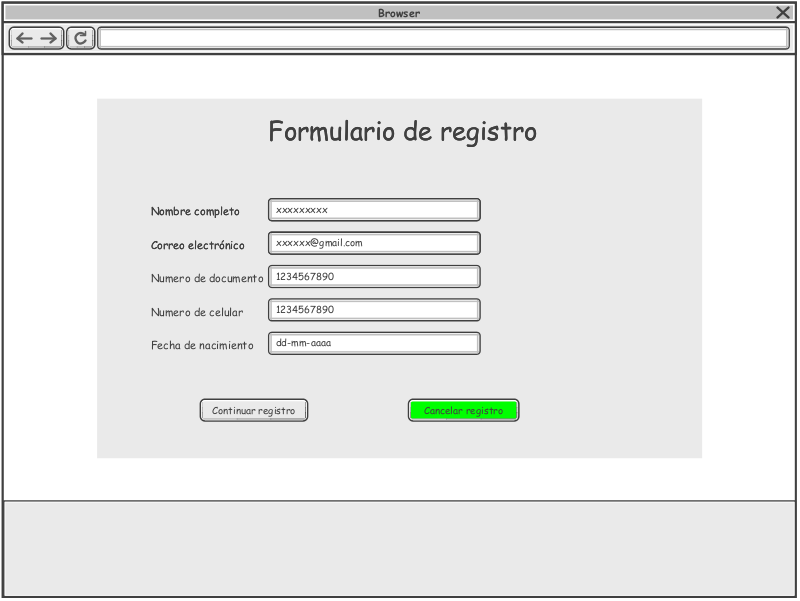 Browser
Formulario de registro
Nombre completo xxxxxxxxx
Correo electrónico xxxxxx@gmail.com
Numero de documento 1234567890
Numero de celular 1234567890
Fecha de nacimiento dd-mm-aaaa
Continuar registro Cancelar registro